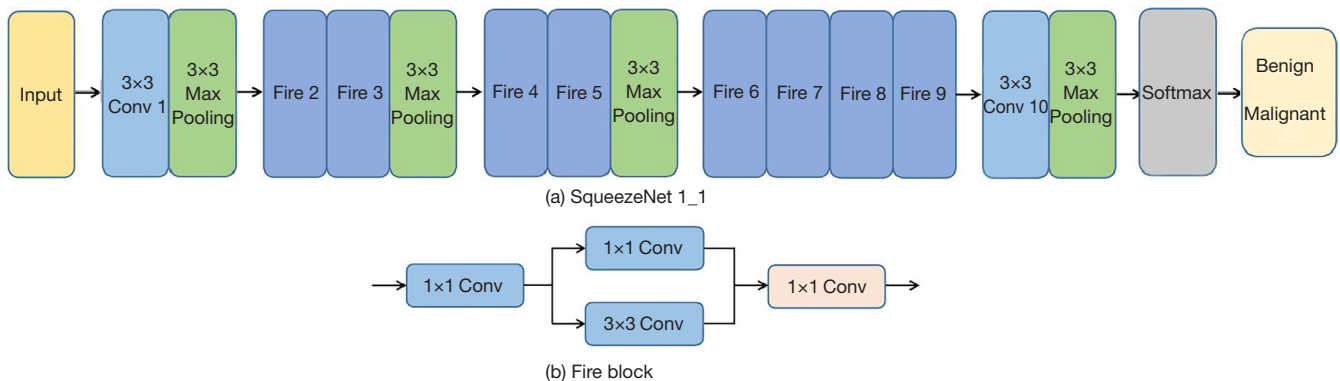 Input
3×3
Conv 1
3×3
Max
Pooling
Fire 2
Fire 3
3×3
Max
Pooling
Fire 4
Fire 5
3×3
Max
Pooling
Fire 6
Fire 7
Fire 8
Fire 9
3×3
Conv 10
3×3
Max
Pooling
Softmax
Benign
Malignant
(a) SqueezeNet 1_1
1×1 Conv
1×1 Conv
3×3 Conv
1×1 Conv
(b) Fire block